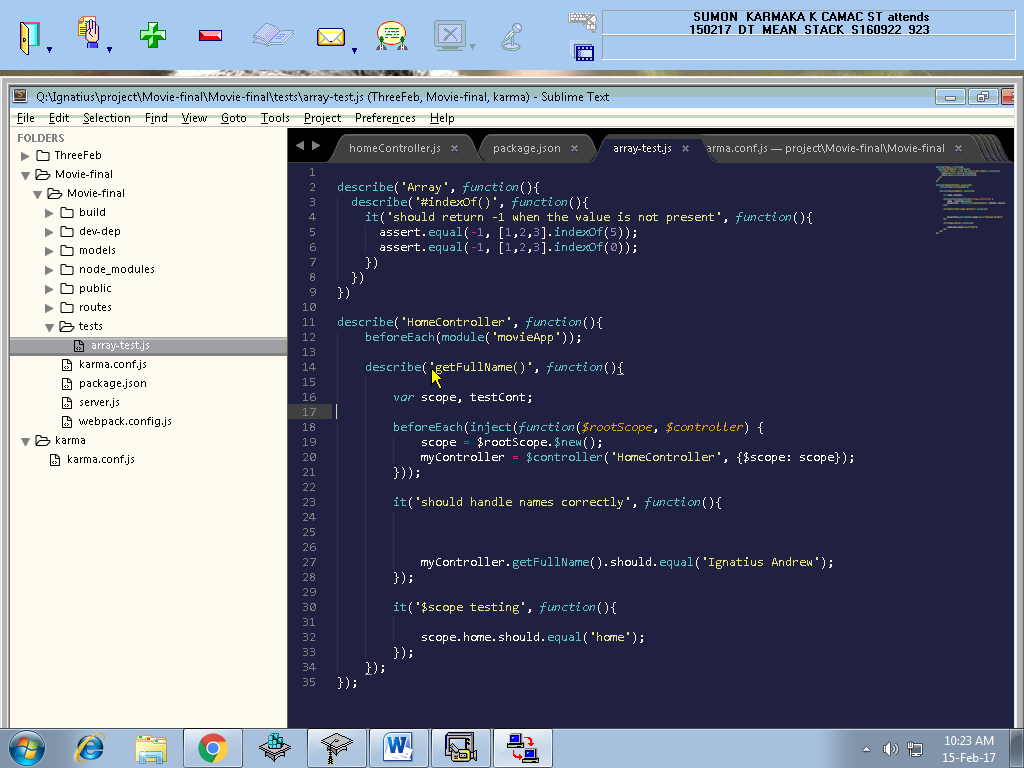 SUMON KARMAKA K CAMAC ST attends
150217 DT MEAN STACK S160922 923
Q:\Ignatius\project\Movie-final\Movie-final\tests\array-test.js (ThreeFeb, Movie-final, karma) - Sublime Text
File Edit Selection Find View Goto Tools Project Preferences Help
FOLDERS
ThreeFeb
Movie-final
Movie-final
build
dev-dep
models
node_modules
public
routes
tests
array-test.js
karma.conf.js
package.json
server.js
webpack.config.js
karma
karma.conf.js
homeController.js × package.json × array-test.js × arma.conf.js — project\Movie-final\Movie-final ×
1
2 describe('Array', function(){
3 describe('#indexOf()', function(){
4 it('should return -1 when the value is not present', function(){
5 assert.equal(-1, [1,2,3].indexOf(5));
6 assert.equal(-1, [1,2,3].indexOf(0));
7 })
8 })
9 })
10
11 describe('HomeController', function(){
12 beforeEach(module('movieApp'));
13
14 describe('getFullName()', function(){
15
16 var scope, testCont;
17
18 beforeEach(inject(function($rootScope, $controller) {
19 scope = $rootScope.$new();
20 myController = $controller('HomeController', {$scope: scope});
21 }));
22
23 it('should handle names correctly', function(){
24
25
26
27 myController.getFullName().should.equal('Ignatius Andrew');
28 });
29
30 it('$scope testing', function(){
31
32 scope.home.should.equal('home');
33 });
34 });
35 });
10:23 AM
15-Feb-17